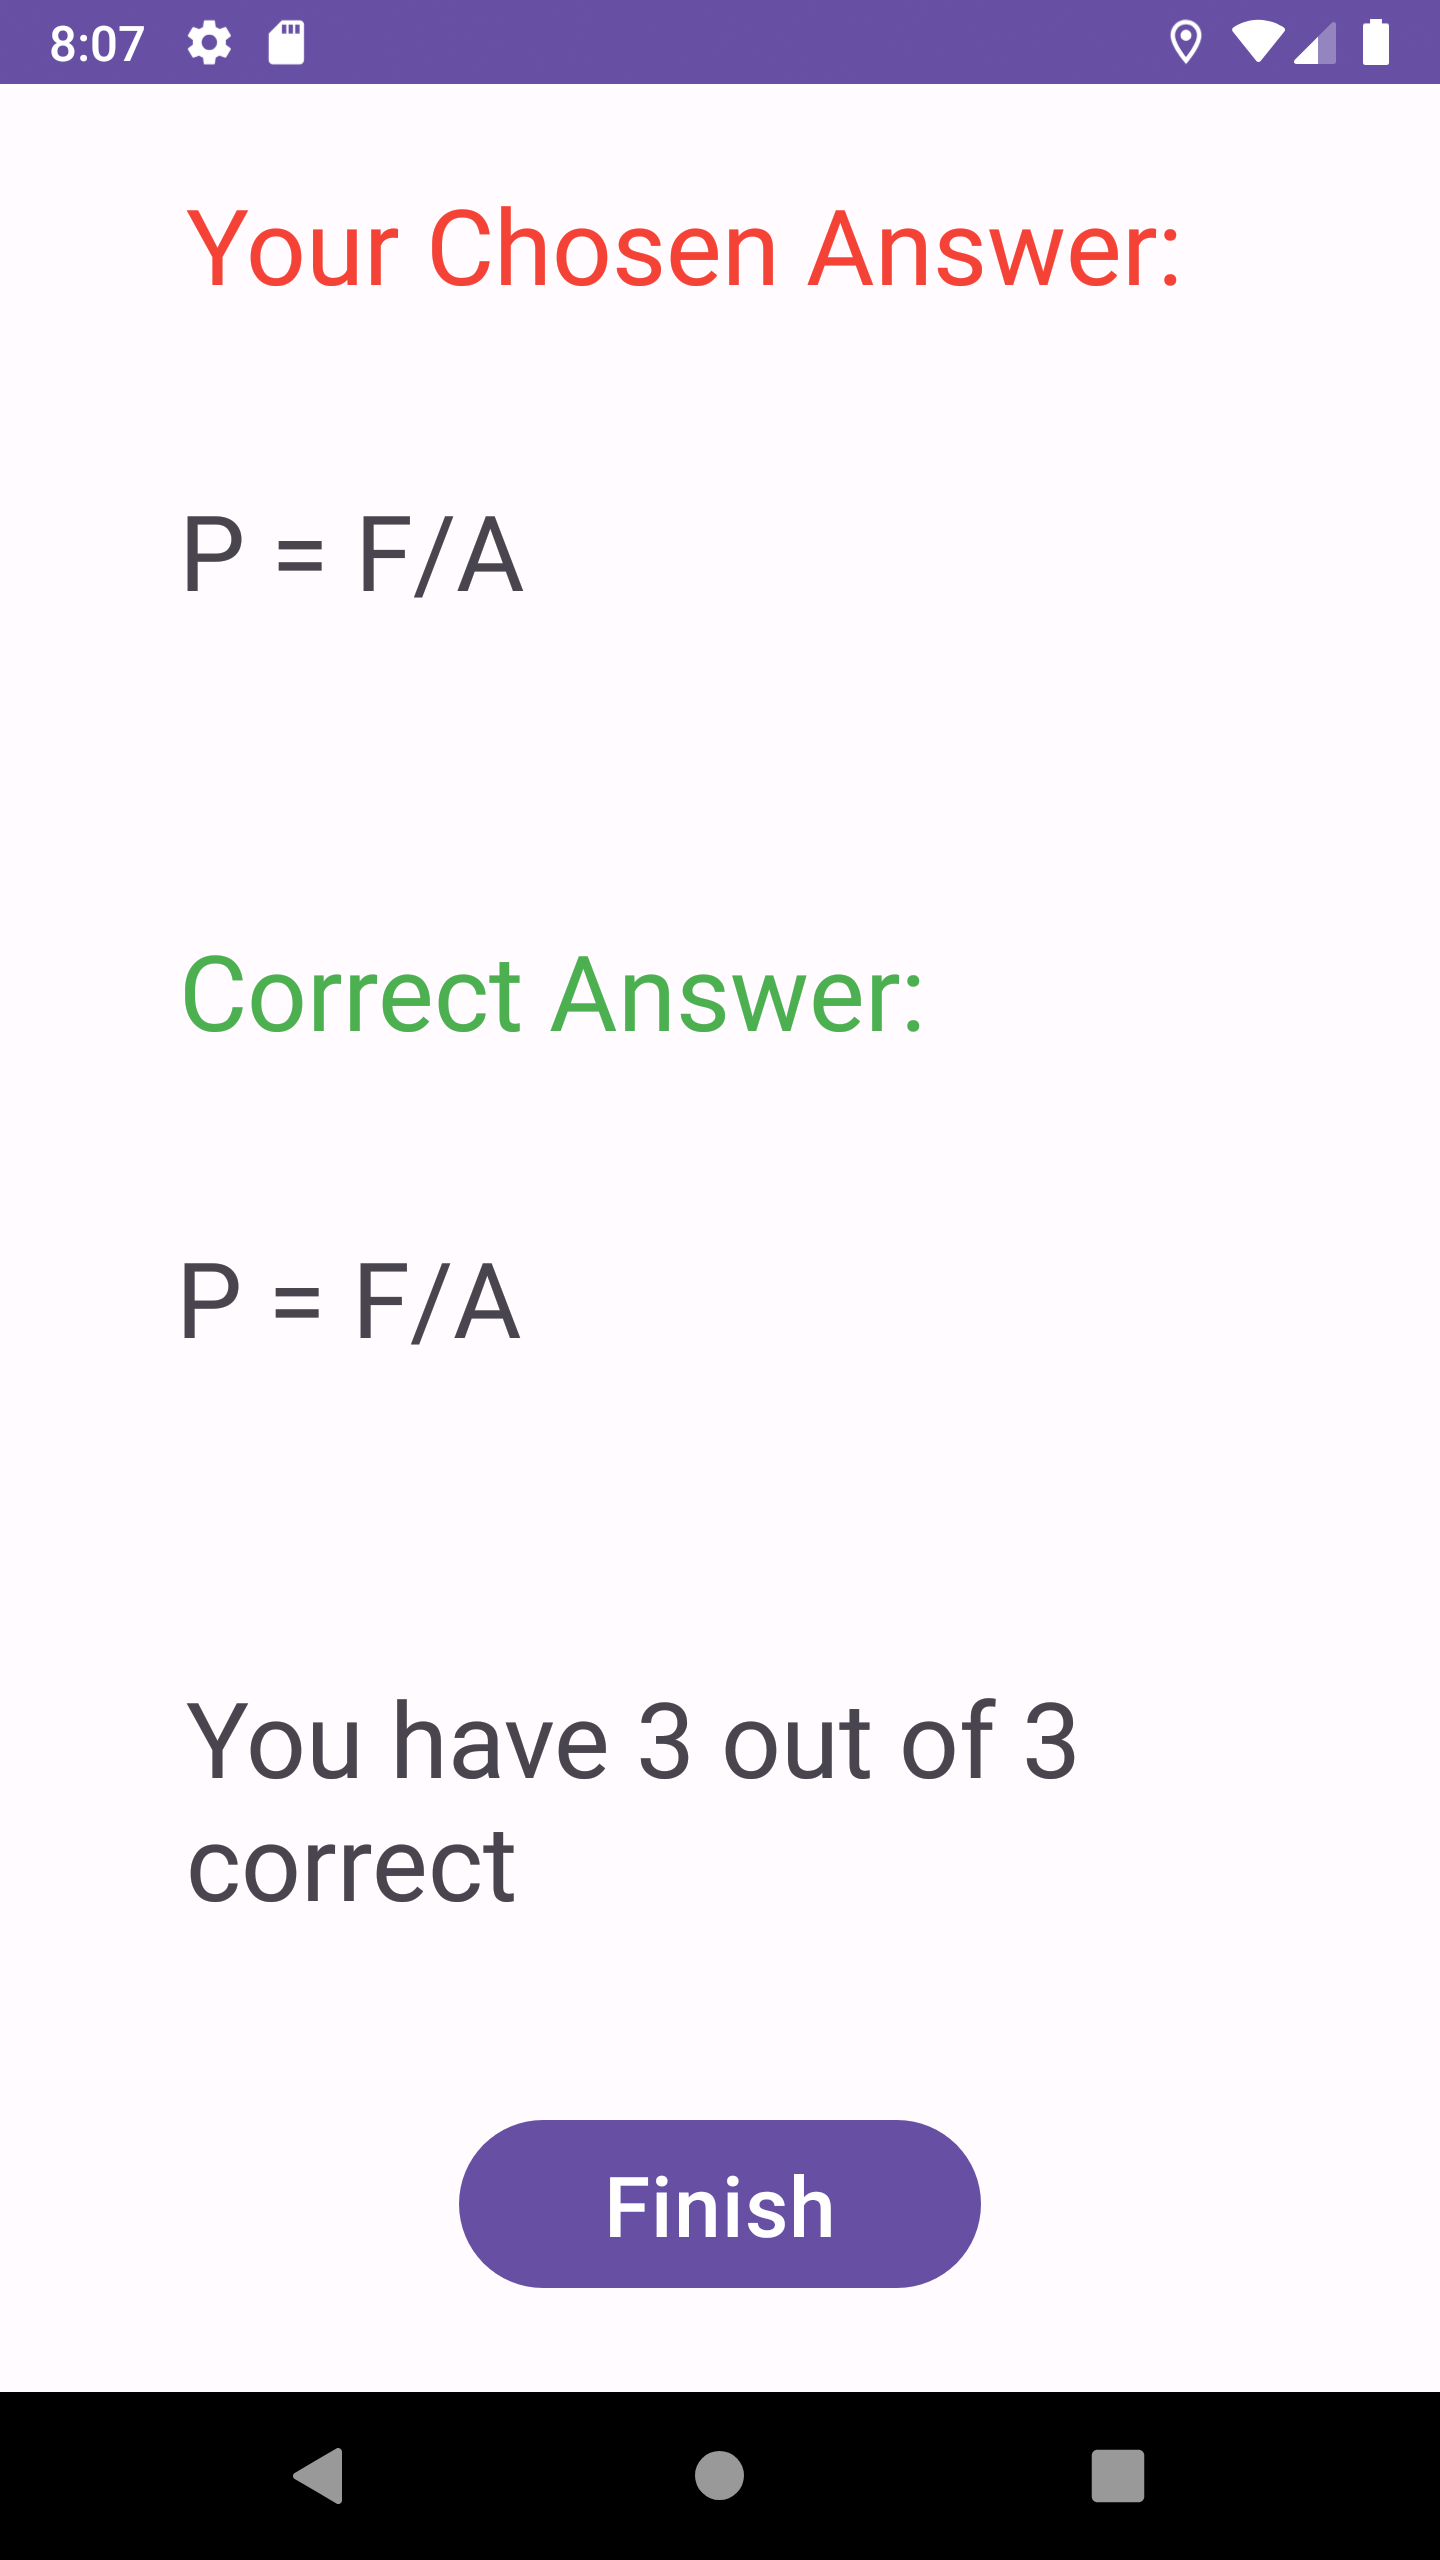 8:07
Your Chosen Answer:
P = F/A
Correct Answer:
P = F/A
You have 3 out of 3
correct
Finish